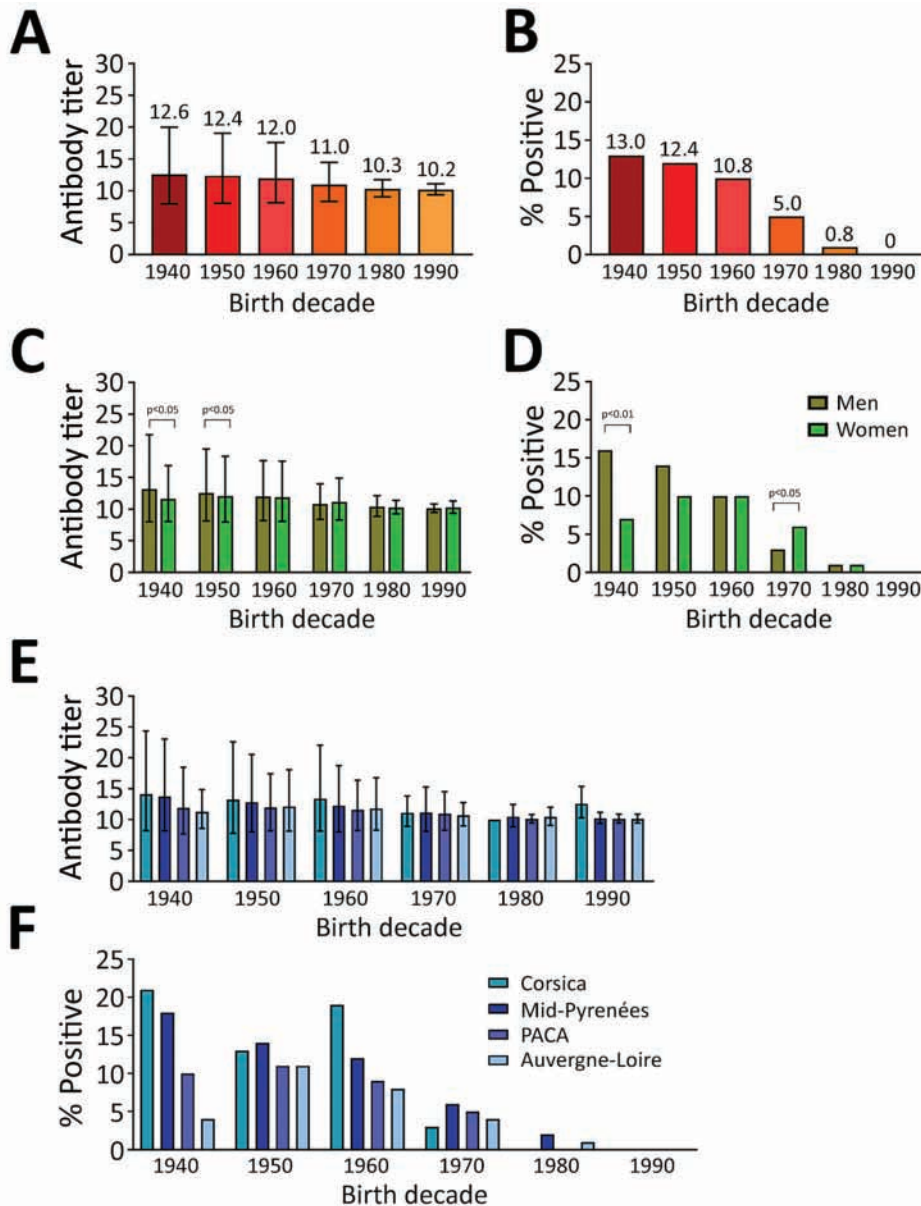 A
Antibody titer
30
25
20
15
10
5
0
12.6 12.4 12.0 11.0 10.3 10.2
1940 1950 1960 1970 1980 1990
Birth decade
B
% Positive
25
20
15
10
5
0
13.0 12.4 10.8 5.0 0.8 0
1940 1950 1960 1970 1980 1990
Birth decade
C
Antibody titer
30
25
20
15
10
5
0
p<0.05 p<0.05
1940 1950 1960 1970 1980 1990
Birth decade
D
% Positive
25
20
15
10
5
0
Men
Women
p<0.01
p<0.05
1940 1950 1960 1970 1980 1990
Birth decade
E
Antibody titer
30
25
20
15
10
5
0
1940 1950 1960 1970 1980 1990
Birth decade
F
% Positive
25
20
15
10
5
0
Corsica
Mid-Pyrenées
PACA
Auvergne-Loire
1940 1950 1960 1970 1980 1990
Birth decade